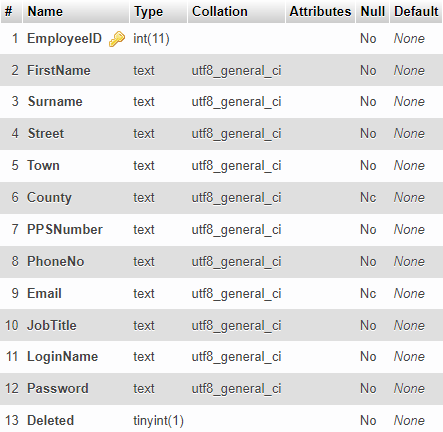 # Name Type Collation Attributes Null Default
1 EmployeeID int(11) No None
2 FirstName text utf8_general_ci No None
3 Surname text utf8_general_ci No None
4 Street text utf8_general_ci No None
5 Town text utf8_general_ci No None
6 County text utf8_general_ci Nc None
7 PPSNumber text utf8_general_ci No None
8 PhoneNo text utf8_general_ci No None
9 Email text utf8_general_ci Nc None
10 JobTitle text utf8_general_ci No None
11 LoginName text utf8_general_ci No None
12 Password text utf8_general_ci No None
13 Deleted tinyint(1) No None